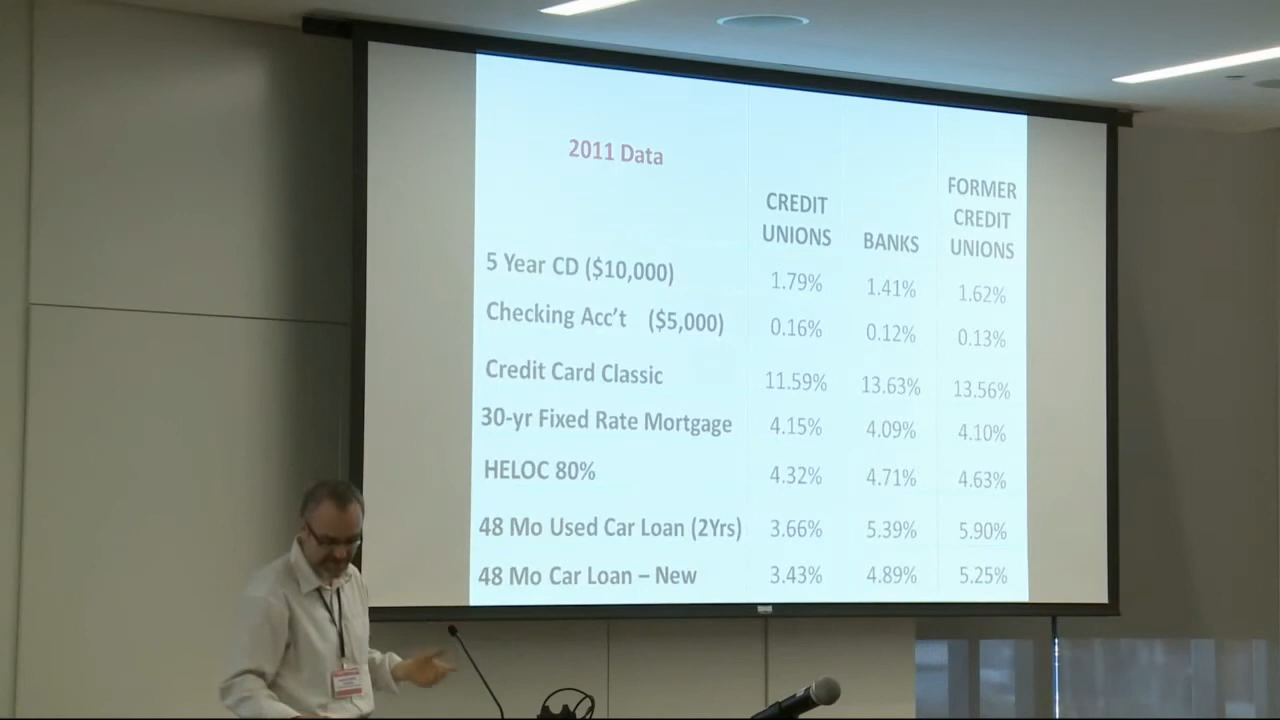 2011 Data
CREDIT UNIONS BANKS FORMER CREDIT UNIONS
5 Year CD ($10,000) 1.79% 1.41% 1.62%
Checking Acc't ($5,000) 0.16% 0.12% 0.13%
Credit Card Classic 11.59% 13.63% 13.56%
30-yr Fixed Rate Mortgage 4.15% 4.09% 4.10%
HELOC 80% 4.32% 4.71% 4.63%
48 Mo Used Car Loan (2Yrs) 3.66% 5.39% 5.90%
48 Mo Car Loan – New 3.43% 4.89% 5.25%